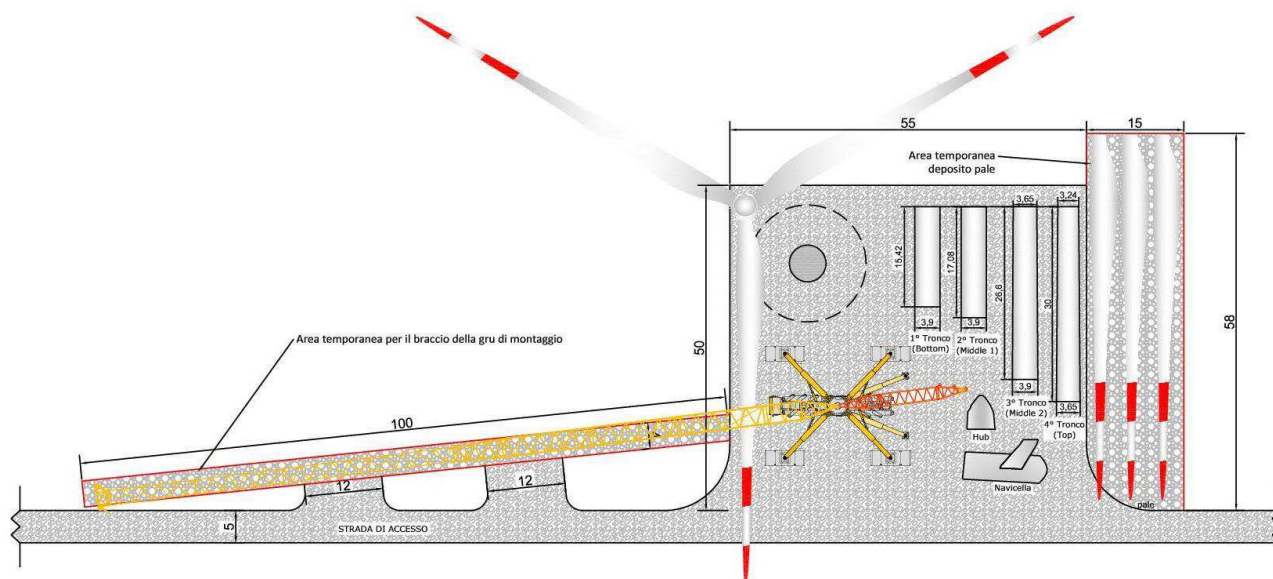 55
15
Area temporanea
deposito pale
3,65
3,24
15,42
17,08
26,6
30
50
58
3,9
3,9
1° Tronco
(Bottom)
2° Tronco
(Middle 1)
3,9
3,65
3° Tronco
(Middle 2)
4° Tronco
(Top)
Area temporanea per il braccio della gru di montaggio
100
Hub
Navicella
12
12
5
STRADA DI ACCESSO
pale